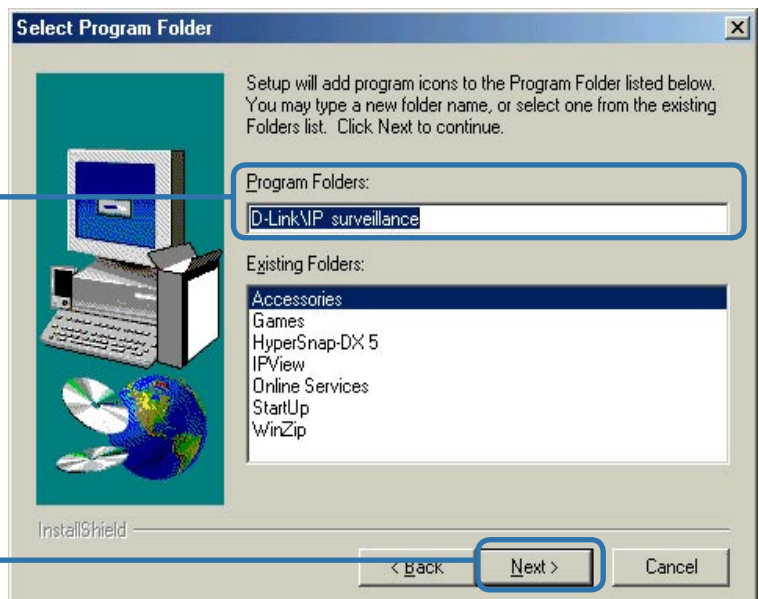 Select Program Folder
Setup will add program icons to the Program Folder listed below.
You may type a new folder name, or select one from the existing
Folders list. Click Next to continue.
Program Folders:
D-Link\IP surveillance
Existing Folders:
Accessories
Games
HyperSnap-DX 5
IPView
Online Services
StartUp
WinZip
InstallShield
< Back
Next >
Cancel